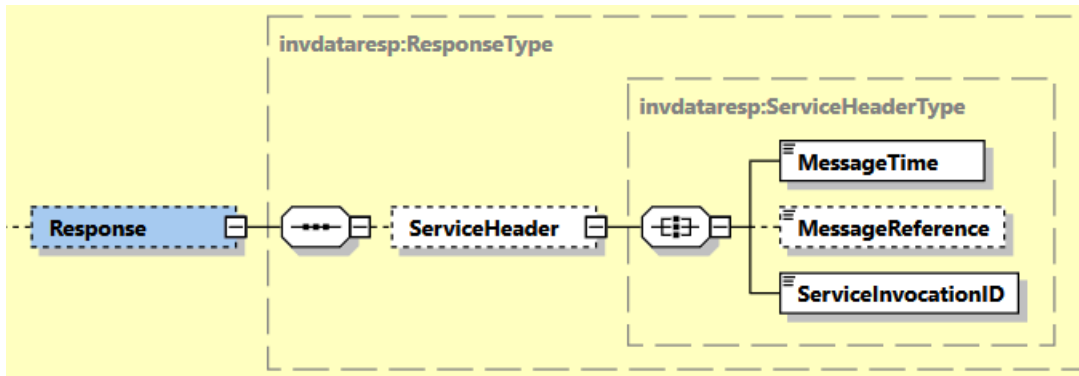 invdataresp:ResponseType
invdataresp:ServiceHeaderType
MessageTime
Response
ServiceHeader
MessageReference
ServiceInvocationID